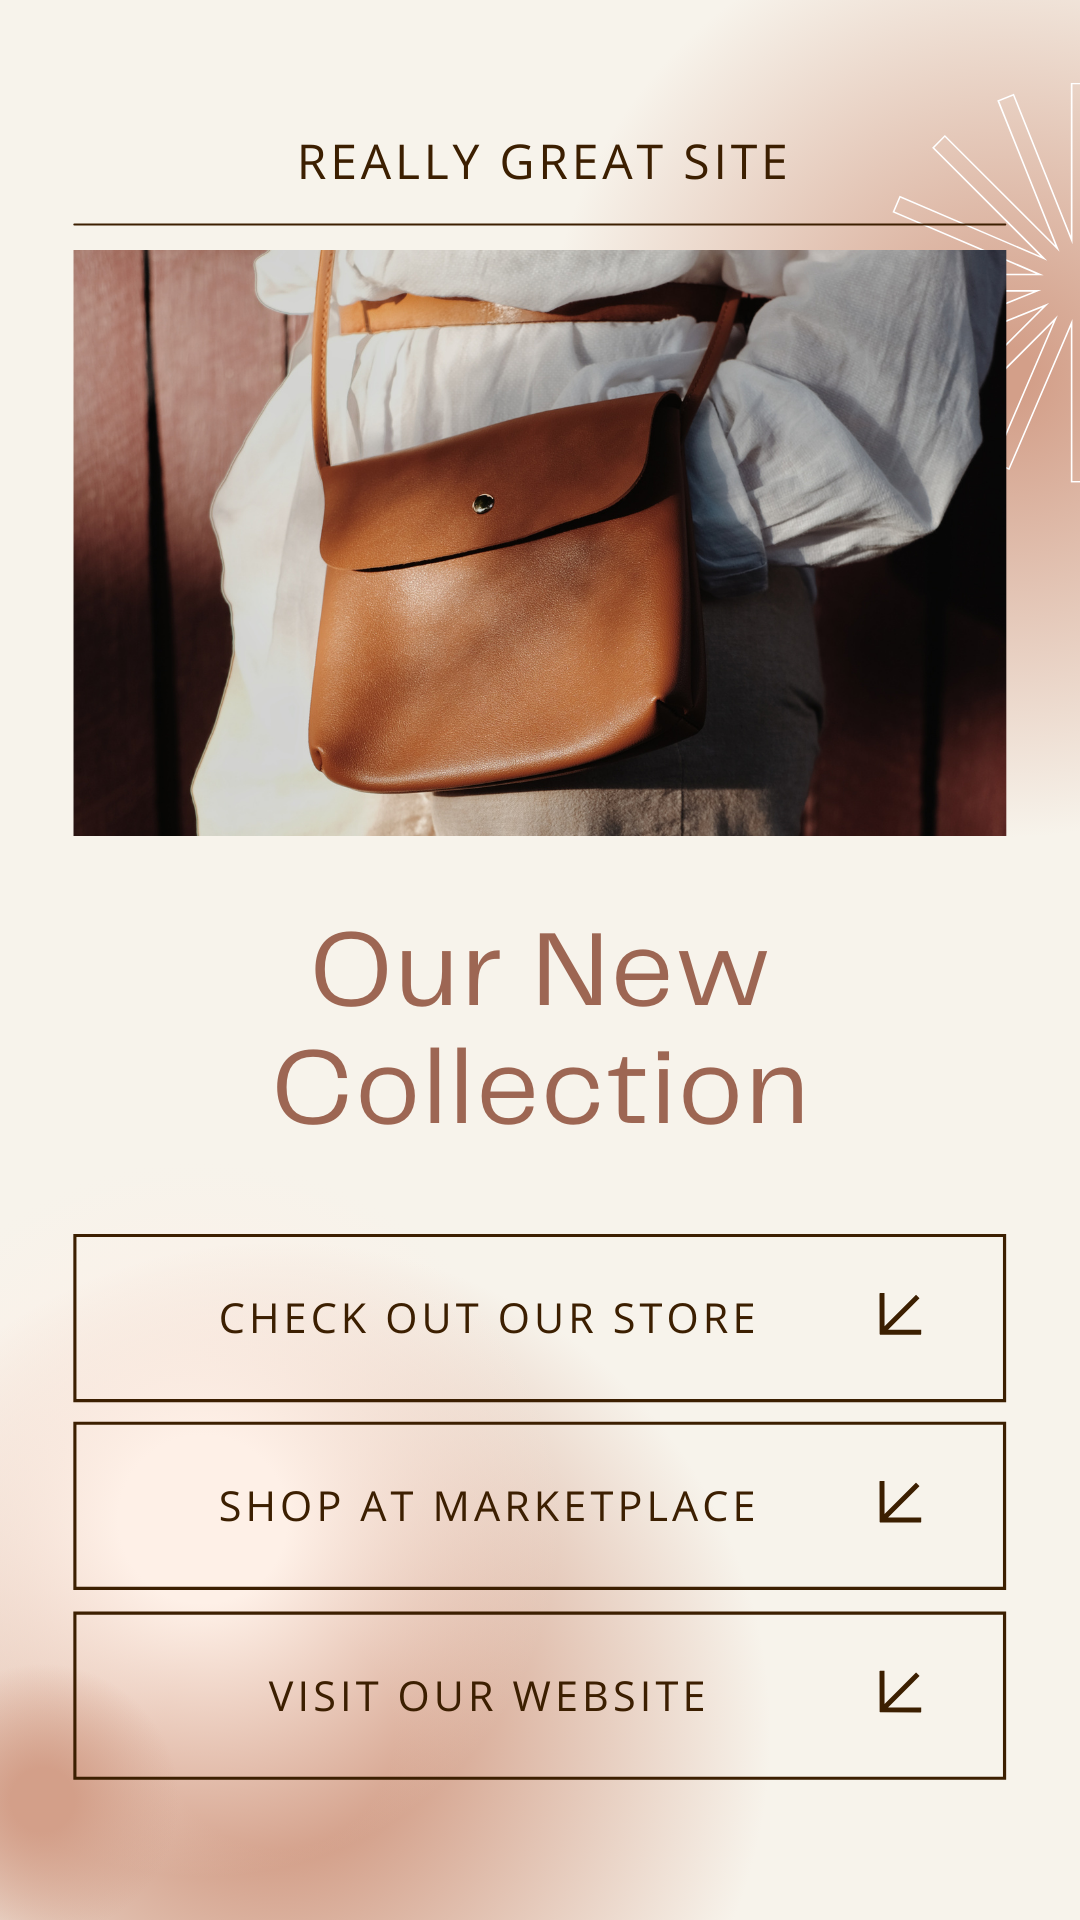 REALLY GREAT SITE
Our New
Collection
CHECK OUT OUR STORE
SHOP AT MARKETPLACE
VISIT OUR WEBSITE